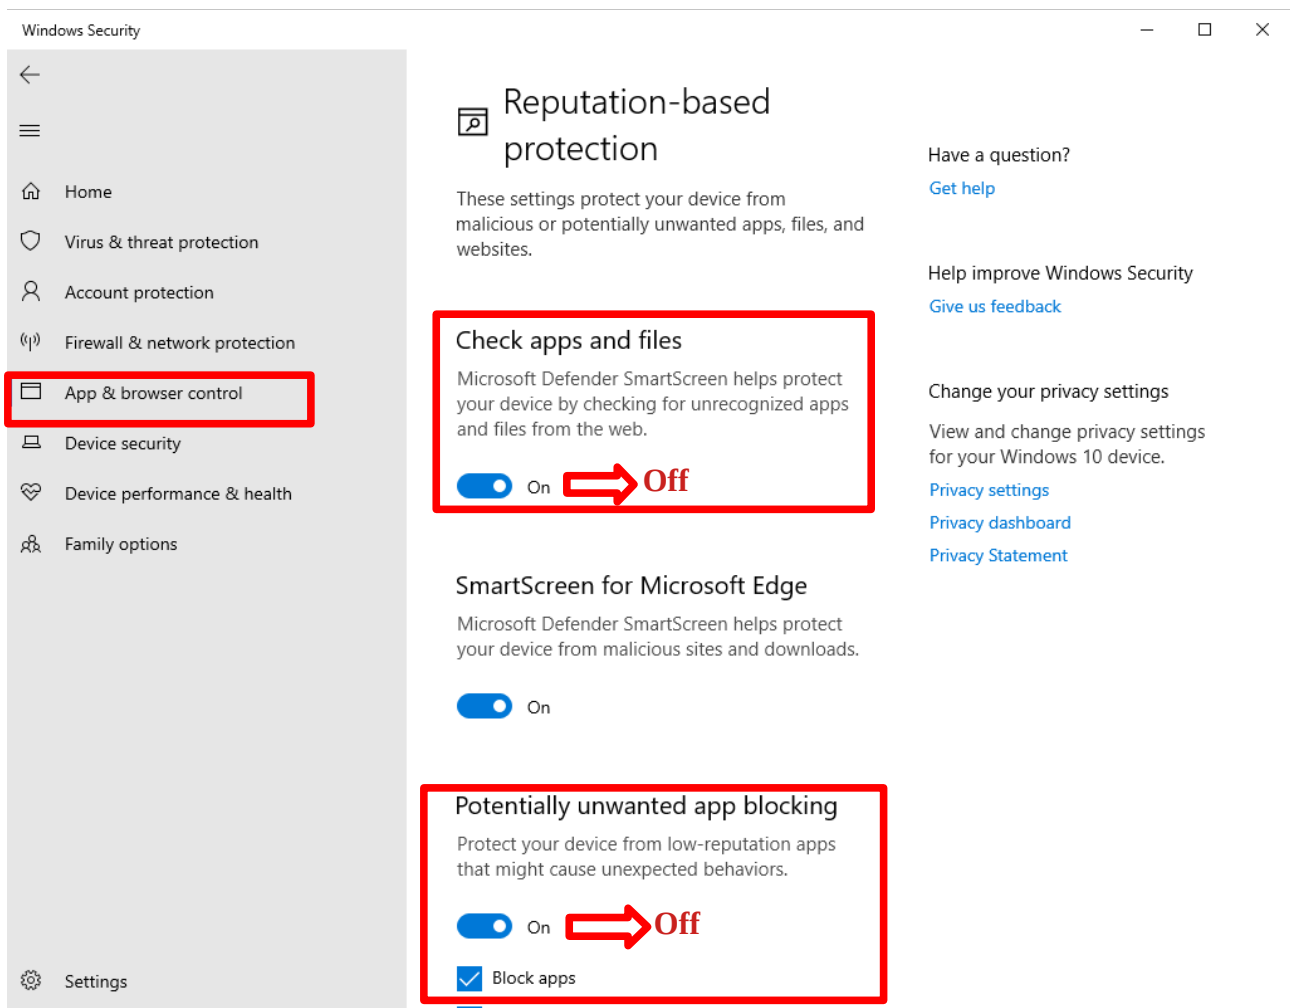 Windows Security
Home
Virus & threat protection
Account protection
Firewall & network protection
App & browser control
Device security
Device performance & health
Family options
Settings
Reputation-based
protection
These settings protect your device from
malicious or potentially unwanted apps, files, and
websites.
Check apps and files
Microsoft Defender SmartScreen helps protect
your device by checking for unrecognized apps
and files from the web.
On Off
SmartScreen for Microsoft Edge
Microsoft Defender SmartScreen helps protect
your device from malicious sites and downloads.
On
Potentially unwanted app blocking
Protect your device from low-reputation apps
that might cause unexpected behaviors.
On Off
Block apps
Have a question?
Get help
Help improve Windows Security
Give us feedback
Change your privacy settings
View and change privacy settings
for your Windows 10 device.
Privacy settings
Privacy dashboard
Privacy Statement